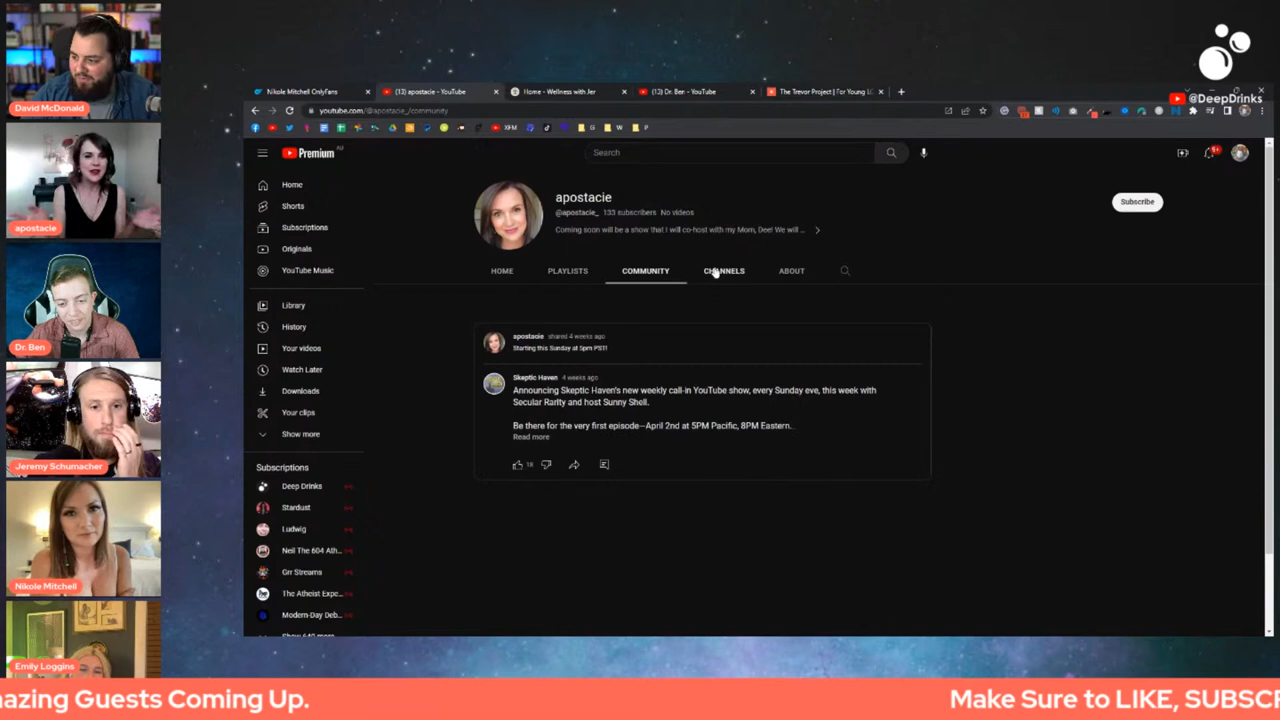 David McDonald
apostacie
Dr. Ben
Jeremy Schumacher
Nikole Mitchell
Emily Loggins
@DeepDrinks
Nikole Mitchell OnlyFans
(13) apostacie - YouTube
Home - Wellness with Jer
(13) Dr. Ben - YouTube
The Trevor Project | For Young LG
youtube.com/@apostacie_/community
XFM
G
W
P
Premium
AU
Search
9+
Home
Shorts
Subscriptions
Originals
YouTube Music
Library
History
Your videos
Watch Later
Downloads
Your clips
Show more
Subscriptions
Deep Drinks
Stardust
Ludwig
Neil The 604 Ath...
Grr Streams
The Atheist Expe...
Modern-Day Deb...
apostacie
@apostacie_ 133 subscribers No videos
Coming soon will be a show that I will co-host with my Mom, Dee! We will ...
Subscribe
HOME PLAYLISTS COMMUNITY CHANNELS ABOUT
apostacie shared 4 weeks ago
Starting this Sunday at 5pm PST!
Skeptic Haven 4 weeks ago
Announcing Skeptic Haven's new weekly call-in YouTube show, every Sunday eve, this week with
Secular Rarity and host Sunny Shell.
Be there for the very first episode—April 2nd at 5PM Pacific, 8PM Eastern...
Read more
18
azing Guests Coming Up.
Make Sure to LIKE, SUBSC